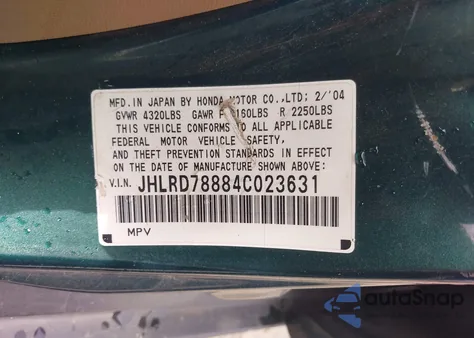 MFD.IN JAPAN BY HONDA MOTOR CO.,LTD: 2/'04
GVWR 4320LBS GAWR F 2160LBS R 2250LBS
THIS VEHICLE CONFORMS TO ALL APPLICABLE
FEDERAL MOTOR VEHICLE SAFETY,
AND THEFT PREVENTION STANDARDS IN EFFECT
ON THE DATE OF MANUFACTURE SHOWN ABOVE:
V.I.N. JHLRD78884C023631
MPV
autoSnap